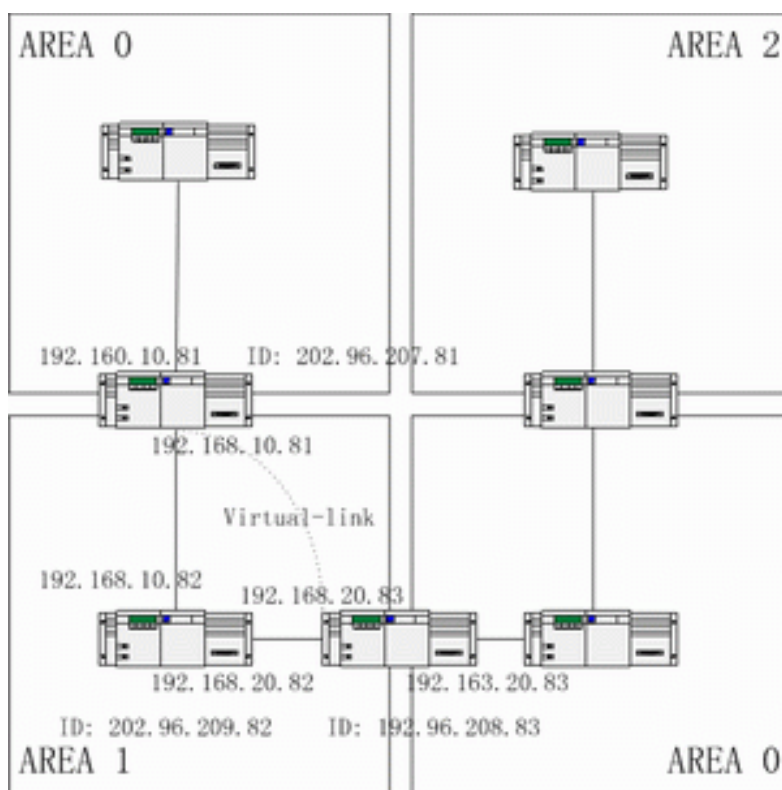 AREA 0
AREA 2
192.160.10.81
ID: 202.96.207.81
192.168.10.81
Virtual-link
192.168.10.82
192.168.20.83
192.168.20.82
192.163.20.83
ID: 202.96.209.82
ID: 192.96.208.83
AREA 1
AREA 0